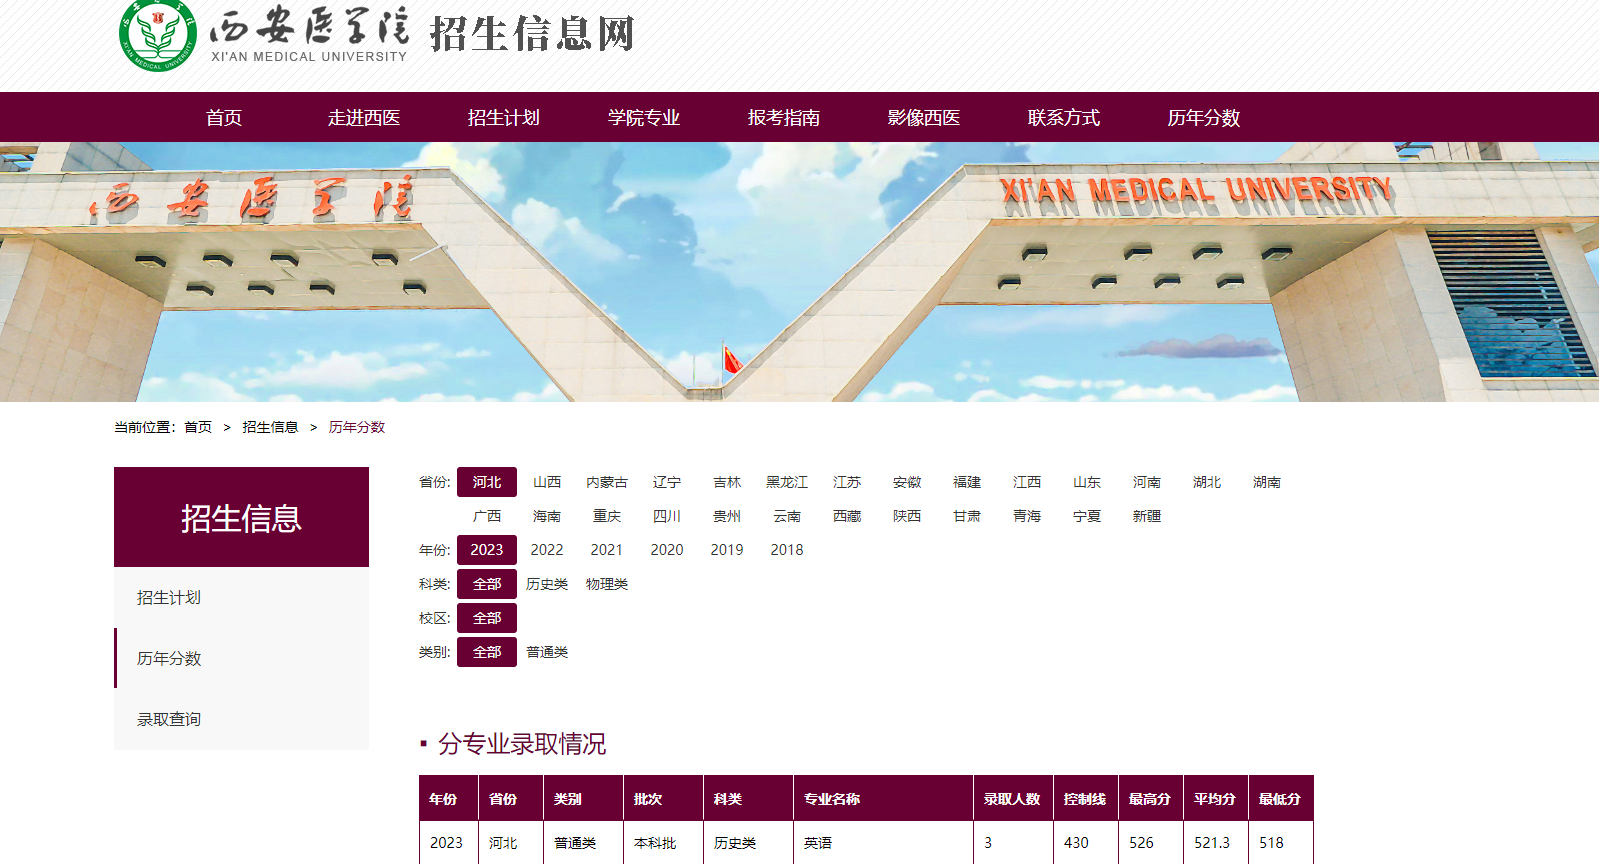 西安医学院 招生信息网
XI'AN MEDICAL UNIVERSITY
首页 走进西医 招生计划 学院专业 报考指南 影像西医 联系方式 历年分数
西安医学院 XI'AN MEDICAL UNIVERSITY
当前位置：首页 > 招生信息 > 历年分数
招生信息
招生计划
历年分数
录取查询
省份: 河北 山西 内蒙古 辽宁 吉林 黑龙江 江苏 安徽 福建 江西 山东 河南 湖北 湖南
广西 海南 重庆 四川 贵州 云南 西藏 陕西 甘肃 青海 宁夏 新疆
年份: 2023 2022 2021 2020 2019 2018
科类: 全部 历史类 物理类
校区: 全部
类别: 全部 普通类
分专业录取情况
年份 省份 类别 批次 科类 专业名称 录取人数 控制线 最高分 平均分 最低分
2023 河北 普通类 本科批 历史类 英语 3 430 526 521.3 518